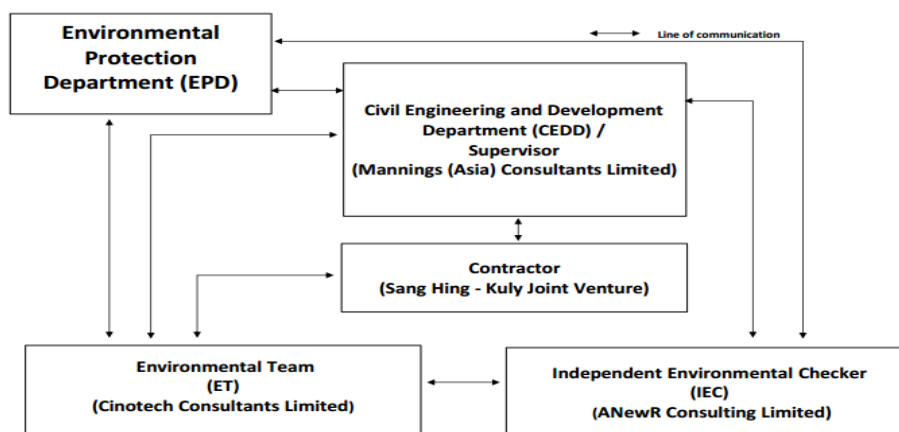 Environmental
Protection
Department (EPD)
Line of communication
Civil Engineering and Development
Department (CEDD) /
Supervisor
(Mannings (Asia) Consultants Limited)
Contractor
(Sang Hing - Kuly Joint Venture)
Environmental Team
(ET)
(Cinotech Consultants Limited)
Independent Environmental Checker
(IEC)
(ANewR Consulting Limited)